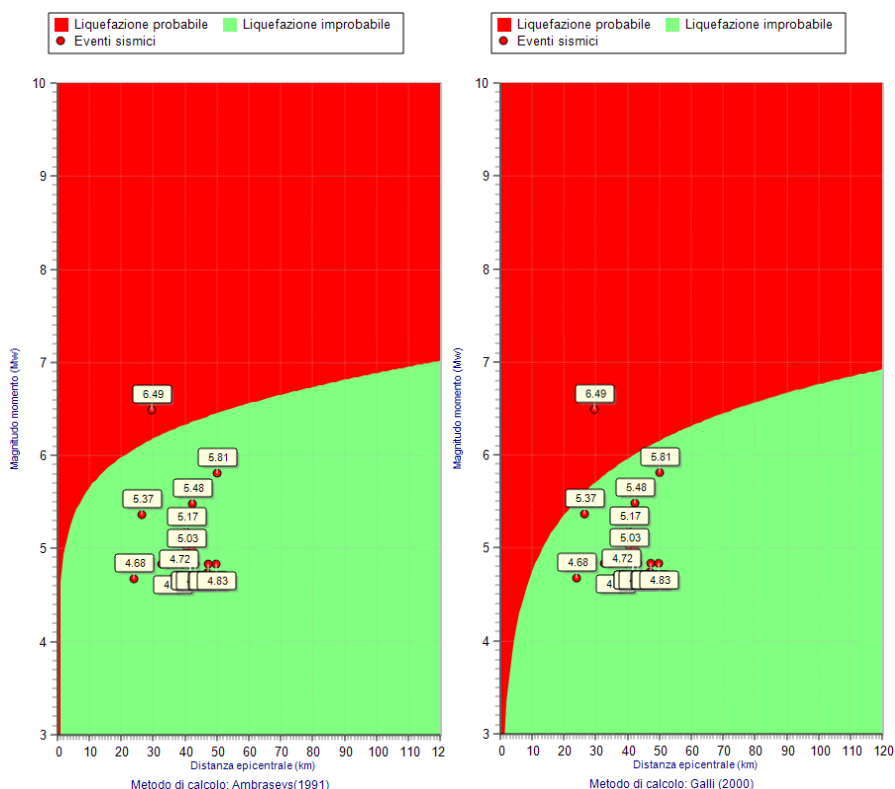 Liquefazione probabile Liquefazione improbabile
Eventi sismici
10
9
8
7
6
5
4
3
Magnitudo momento (Mw)
6.49
5.81
5.48
5.37
5.17
5.03
4.72
4.68
4.83
0 10 20 30 40 50 60 70 80 90 100 110 12
Distanza epicentrale (km)
Metodo di calcolo: Ambraseys(1991)
Liquefazione probabile Liquefazione improbabile
Eventi sismici
10
9
8
7
6
5
4
3
Magnitudo momento (Mw)
6.49
5.81
5.48
5.37
5.17
5.03
4.72
4.68
4.83
0 10 20 30 40 50 60 70 80 90 100 110 120
Distanza epicentrale (km)
Metodo di calcolo: Galli (2000)